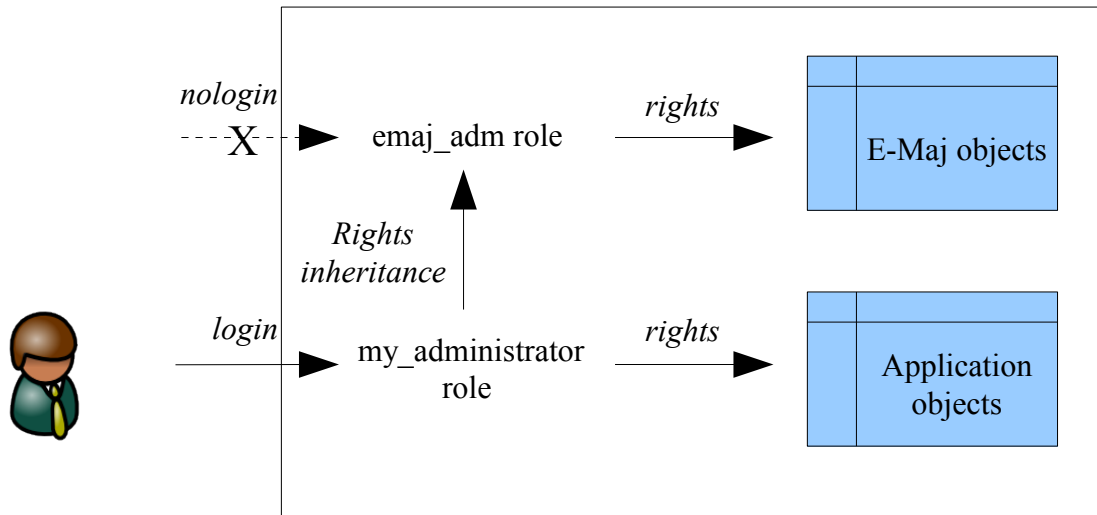 nologin
X
emaj_adm role
rights
E-Maj objects
Rights
inheritance
login
my_administrator
role
rights
Application
objects